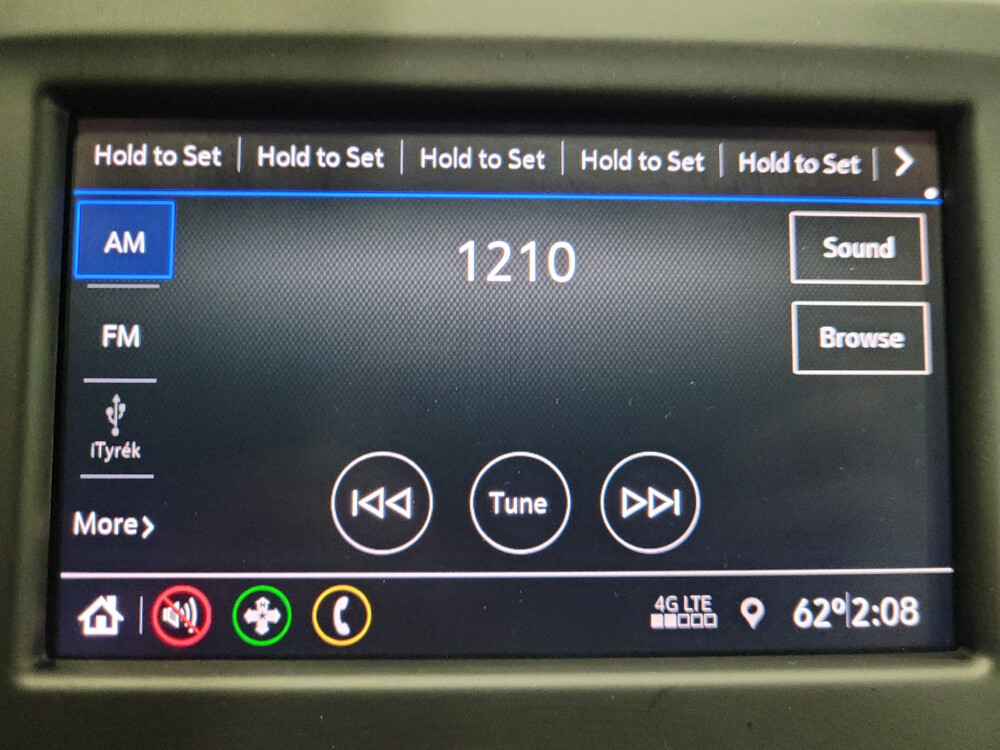 Hold to Set | Hold to Set | Hold to Set | Hold to Set | Hold to Set | >
AM
1210
Sound
FM
Browse
iTyrék
More >
Tune
4G LTE
62° 2:08